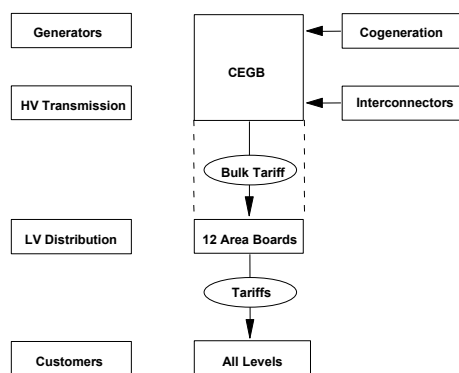 Generators
Cogeneration
CEGB
HV Transmission
Interconnectors
Bulk Tariff
LV Distribution
12 Area Boards
Tariffs
Customers
All Levels